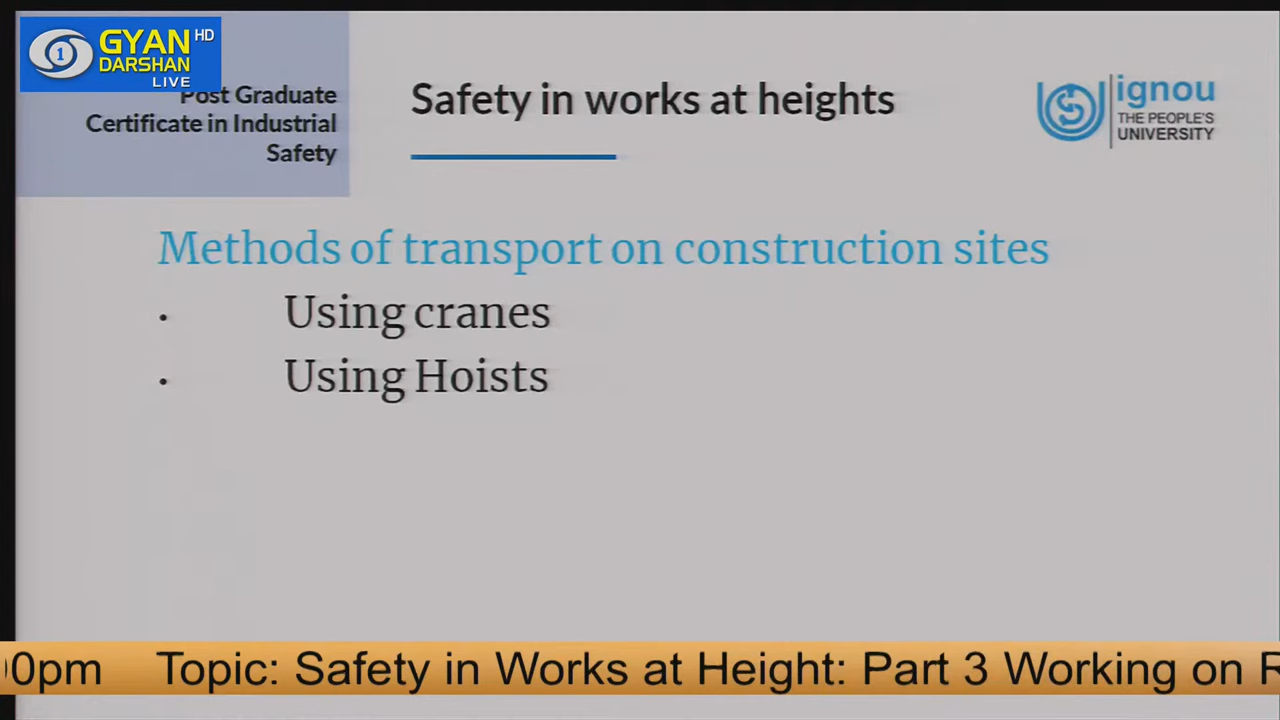 GYAN HD
DARSHAN
LIVE
1
Post Graduate
Certificate in Industrial
Safety
Safety in works at heights
ignou
THE PEOPLE'S
UNIVERSITY
Methods of transport on construction sites
· Using cranes
· Using Hoists
00pm Topic: Safety in Works at Height: Part 3 Working on